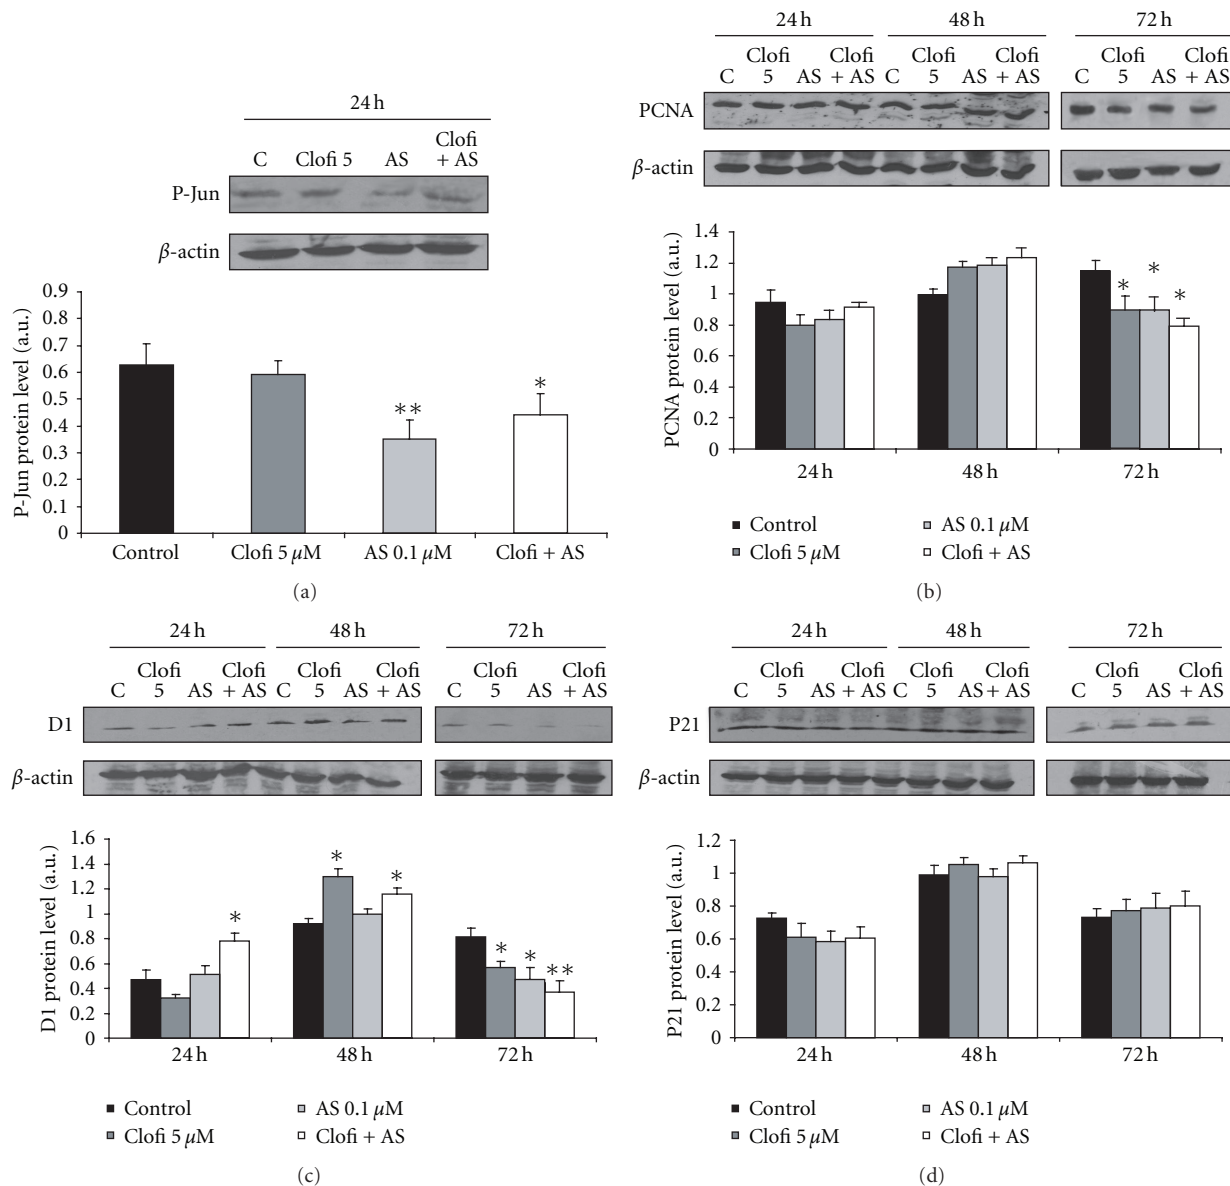 24 h
C Clofi 5 AS Clofi + AS
P-Jun
β-actin
P-Jun protein level (a.u.)
0.9
0.8
0.7
0.6
0.5
0.4
0.3
0.2
0.1
0
** *
Control Clofi 5 μM AS 0.1 μM Clofi + AS
(a)
24 h 48 h 72 h
C Clofi 5 AS Clofi + AS C Clofi 5 AS Clofi + AS C Clofi 5 AS Clofi + AS
PCNA
β-actin
PCNA protein level (a.u.)
1.4
1.2
1
0.8
0.6
0.4
0.2
0
* * *
24 h 48 h 72 h
Control
Clofi 5 μM
AS 0.1 μM
Clofi + AS
(b)
24 h 48 h 72 h
C Clofi 5 AS Clofi + AS C Clofi 5 AS Clofi + AS C Clofi 5 AS Clofi + AS
D1
β-actin
D1 protein level (a.u.)
1.6
1.4
1.2
1
0.8
0.6
0.4
0.2
0
* * * * * **
24 h 48 h 72 h
Control
Clofi 5 μM
AS 0.1 μM
Clofi + AS
(c)
24 h 48 h 72 h
C Clofi 5 AS Clofi + AS C Clofi 5 AS Clofi + AS C Clofi 5 AS Clofi + AS
P21
β-actin
P21 protein level (a.u.)
1.2
1
0.8
0.6
0.4
0.2
0
24 h 48 h 72 h
Control
Clofi 5 μM
AS 0.1 μM
Clofi + AS
(d)